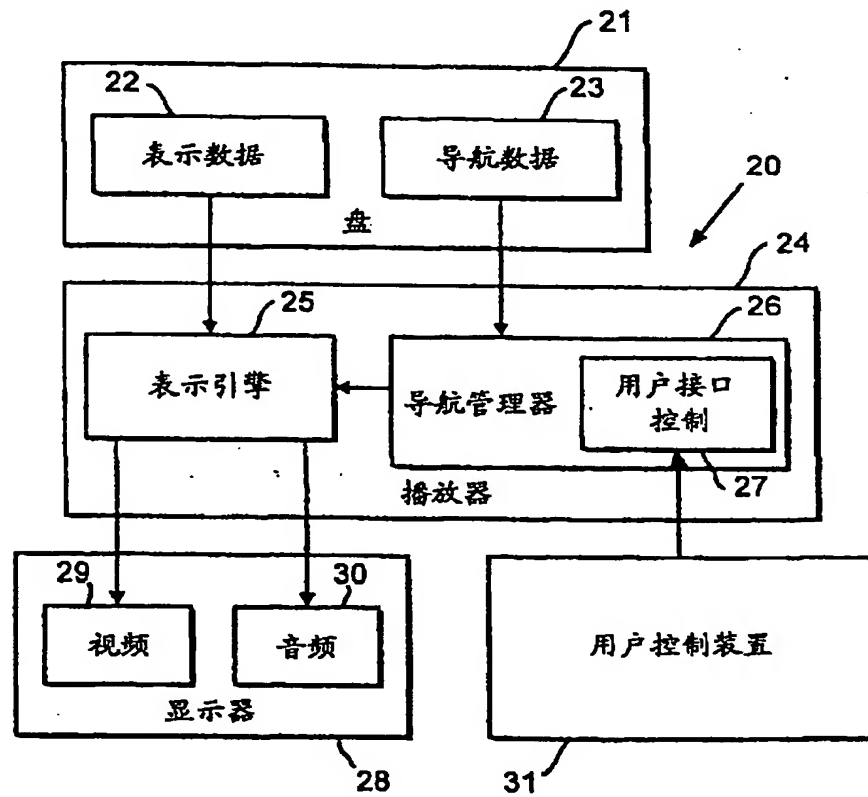 21
22
23
表示数据
导航数据
盘
20
24
25
26
表示引擎
导航管理器
用户接口
控制
27
播放器
29
30
视频
音频
显示器
28
用户控制装置
31